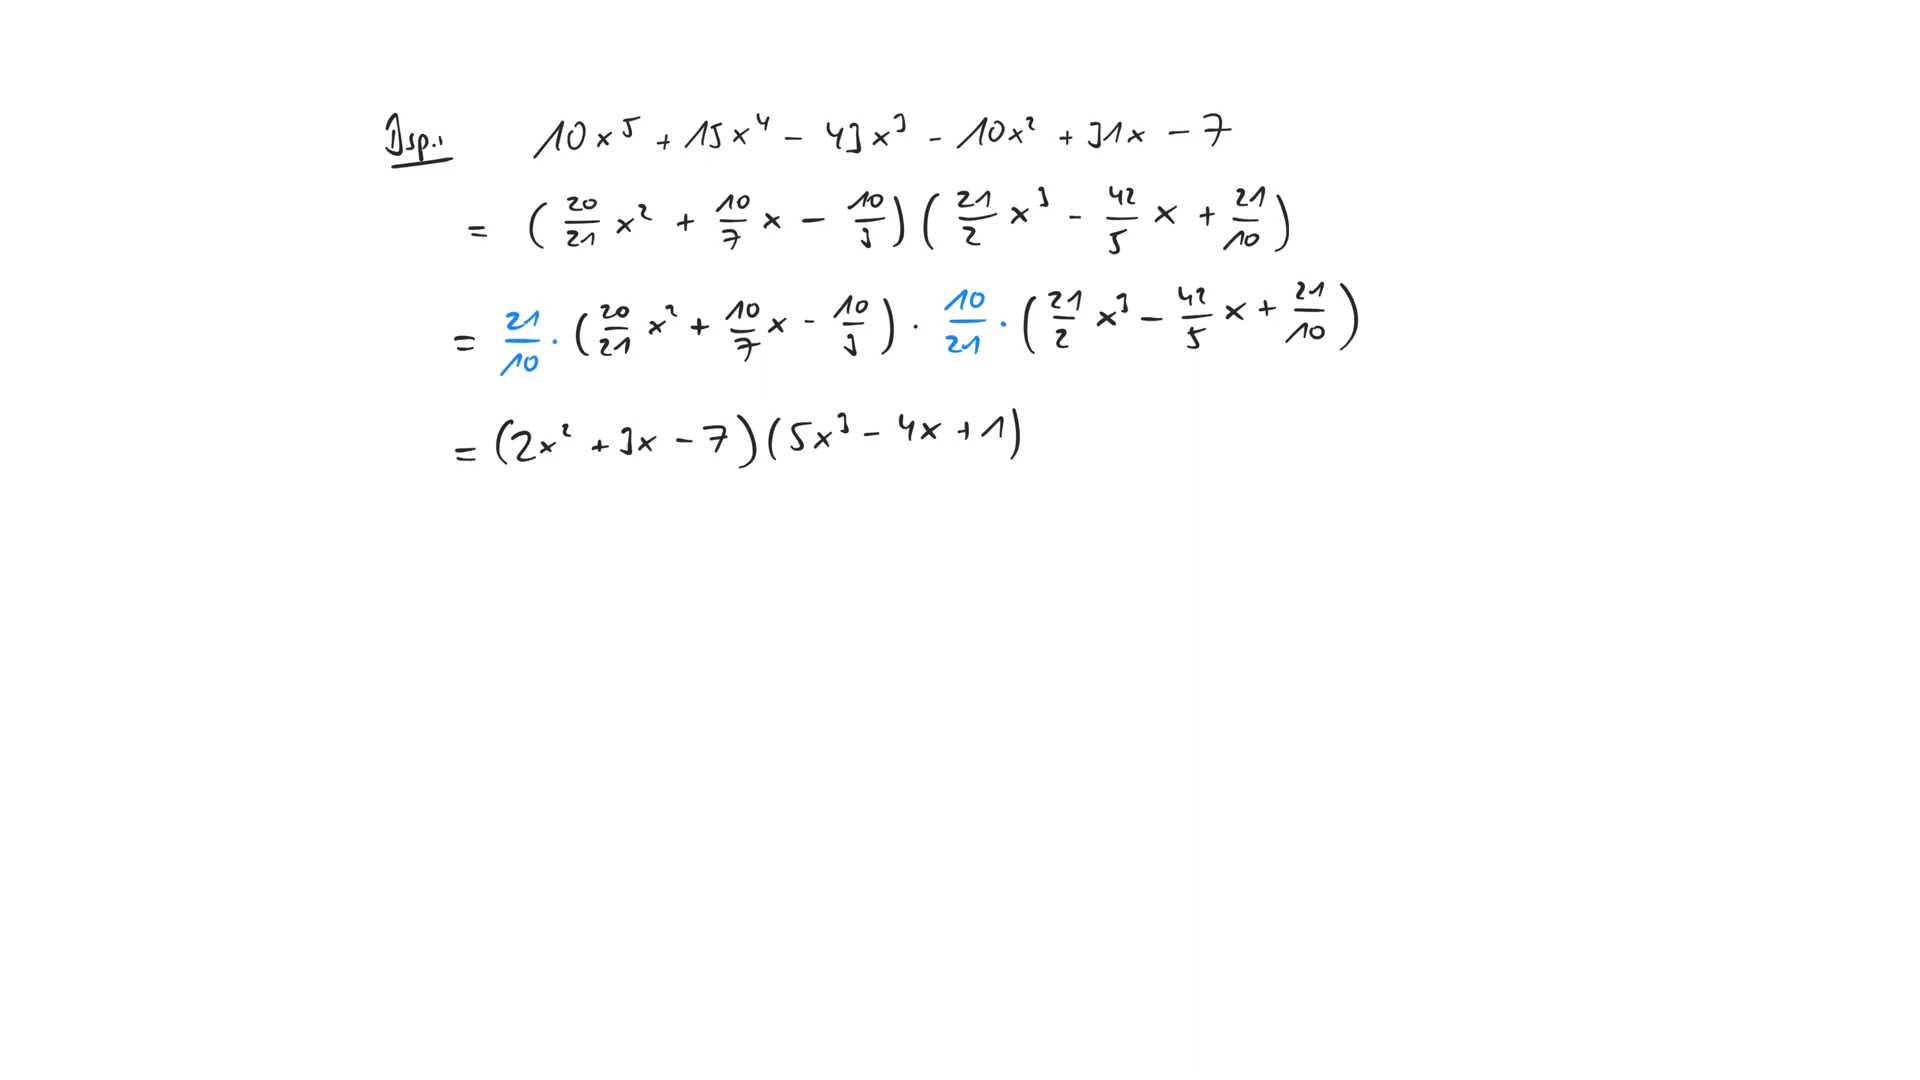 Bsp.: 10x⁵ + 15x⁴ - 43x³ - 10x² + 31x - 7
= (20/21 x² + 10/7 x - 10/3)(21/2 x³ - 42/5 x + 21/10)
= 21/10 · (20/21 x² + 10/7 x - 10/3) · 10/21 · (21/2 x³ - 42/5 x + 21/10)
= (2x² + 3x - 7)(5x³ - 4x + 1)